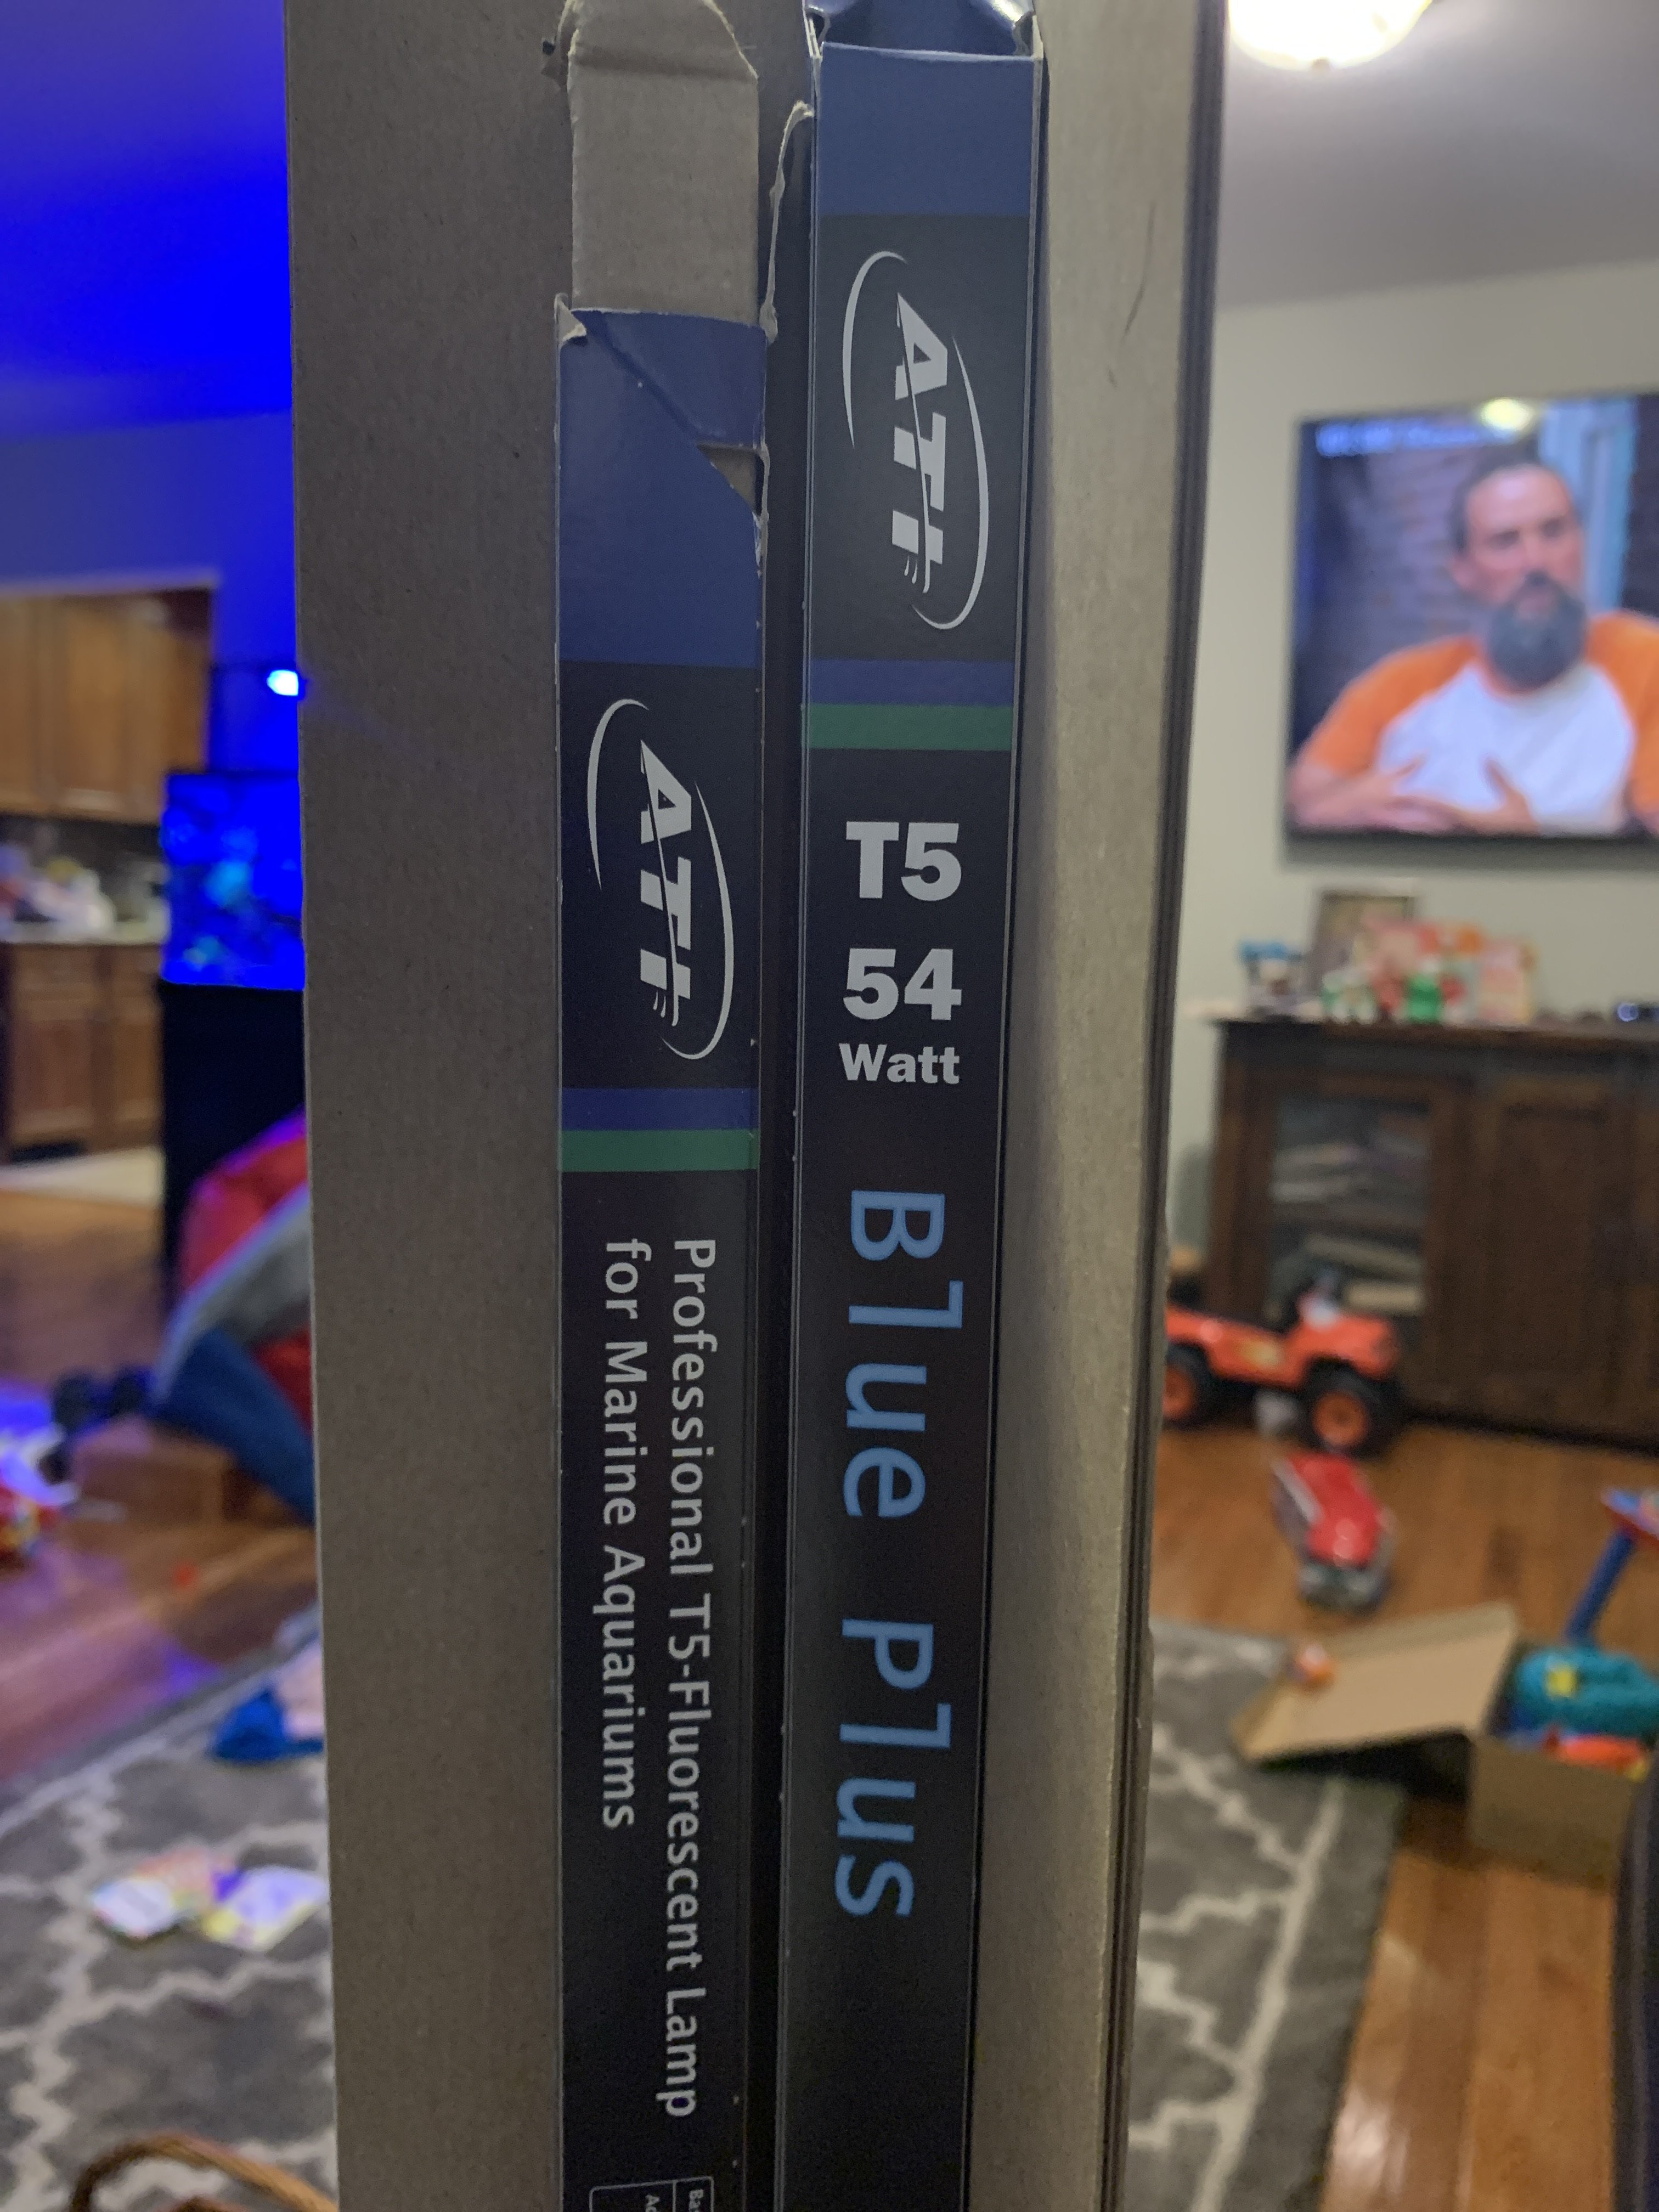 ATI
Professional T5-Fluorescent Lamp
for Marine Aquariums
ATI
T5
54
Watt
Blue Plus